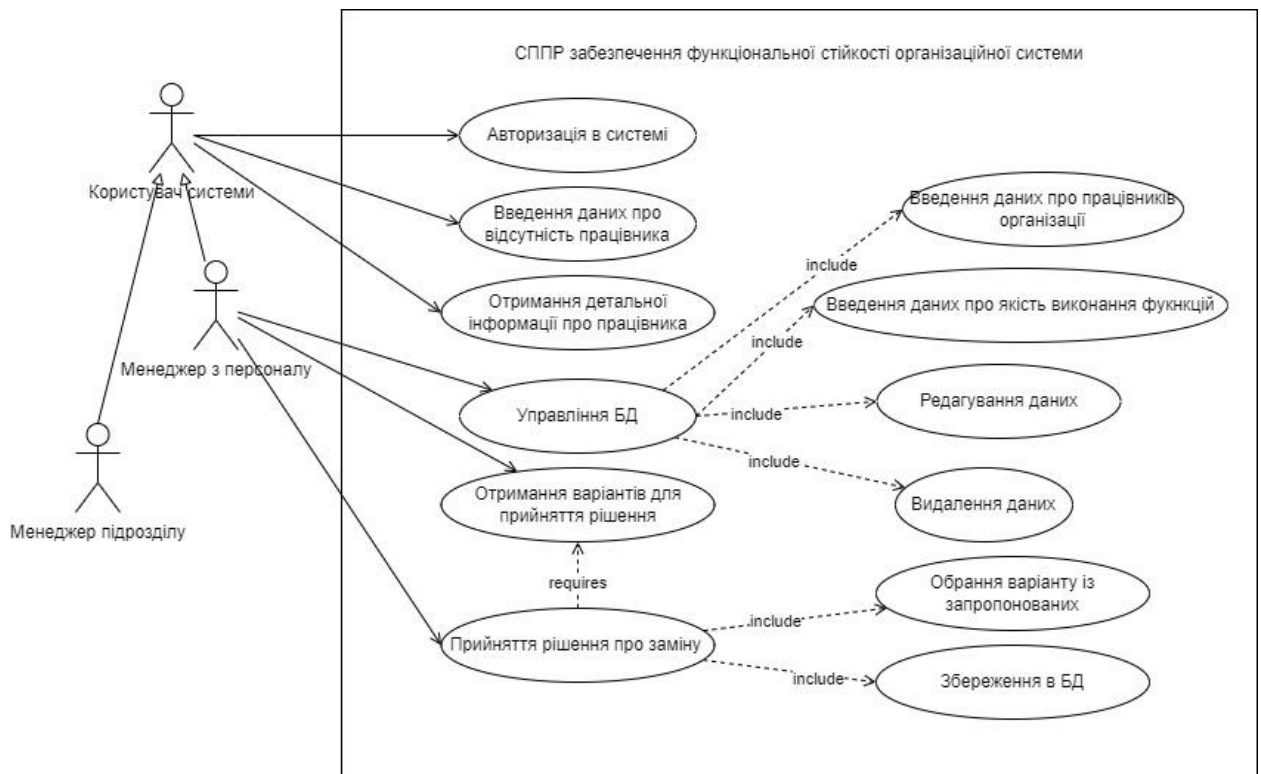 СППР забезпечення функціональної стійкості організаційної системи
Авторизація в системі
Користувач системи
Введення даних про
відсутність працівника
Введення даних про працівників
організації
include
Отримання детальної
інформації про працівника
Введення даних про якість виконання фукнкцій
include
Менеджер з персоналу
Управління БД
include
Редагування даних
include
Отримання варіантів для
прийняття рішення
Видалення даних
Менеджер підрозділу
requires
Обрання варіанту із
запропонованих
include
Прийняття рішення про заміну
include
Збереження в БД